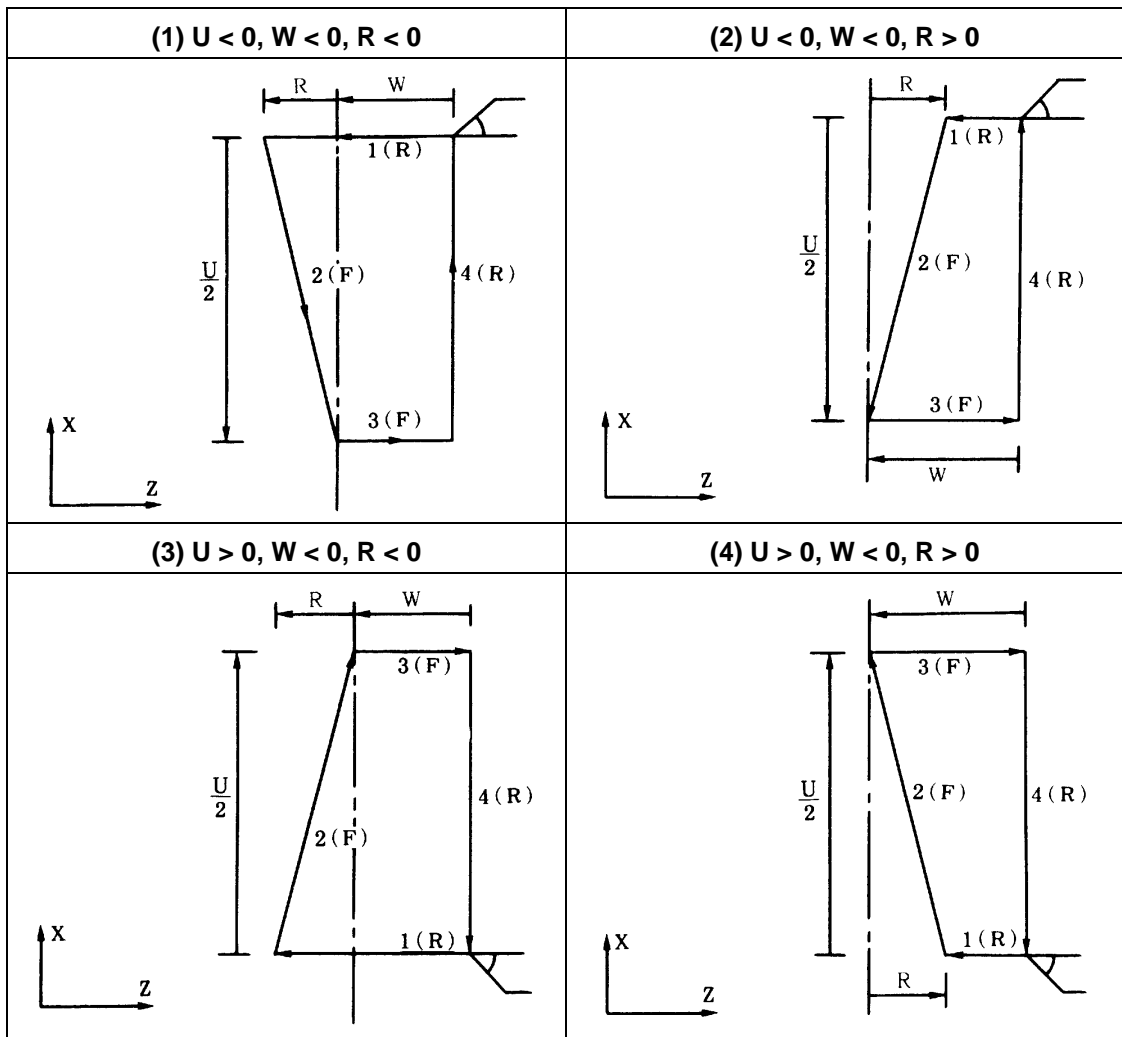 (1) U < 0, W < 0, R < 0
(2) U < 0, W < 0, R > 0
R
W
1 (R)
U
2
2 (F)
4 (R)
3 (F)
X
Z
R
1 (R)
U
2
2 (F)
4 (R)
3 (F)
W
X
Z
(3) U > 0, W < 0, R < 0
(4) U > 0, W < 0, R > 0
R
W
3 (F)
U
2
4 (R)
2 (F)
1 (R)
X
Z
W
3 (F)
U
2
2 (F)
4 (R)
1 (R)
R
X
Z